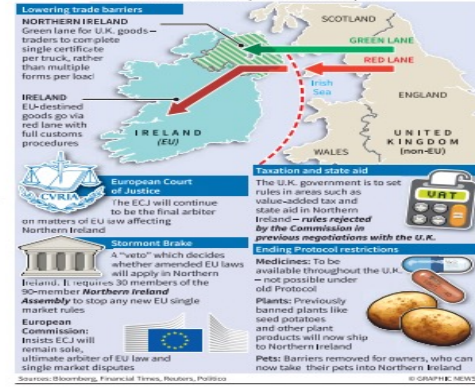 Lowering trade barriers
NORTHERN IRELAND
Green lane for U.K. goods –
traders to complete
single certificate
per truck, rather
than multiple
forms per load
IRELAND
EU-destined
goods go via
red lane with
full customs
procedures
SCOTLAND
GREEN LANE
RED LANE
Irish
Sea
ENGLAND
IRELAND
(EU)
WALES
UNITED
KINGDOM
(non-EU)
CVRIA
European Court
of Justice
The ECJ will continue
to be the final arbiter
on matters of EU law affecting
Northern Ireland
Stormont Brake
A “veto” which decides
whether amended EU laws
will apply in Northern
Ireland. It requires 30 members of the
90-member Northern Ireland
Assembly to stop any new EU single
market rules
European
Commission:
Insists ECJ will
remain sole,
ultimate arbiter of EU law and
single market disputes
Taxation and state aid
The U.K. government is to set
rules in areas such as
value-added tax and
state aid in Northern
Ireland – rules rejected
by the Commission in
previous negotiations with the U.K.
VAT
Ending Protocol restrictions
Medicines: To be
available throughout the U.K.
– not possible under
old Protocol
Plants: Previously
banned plants like
seed potatoes
and other plant
products will now ship
to Northern Ireland
Pets: Barriers removed for owners, who can
now take their pets into Northern Ireland
Sources: Bloomberg, Financial Times, Reuters, Politico
© GRAPHIC NEWS